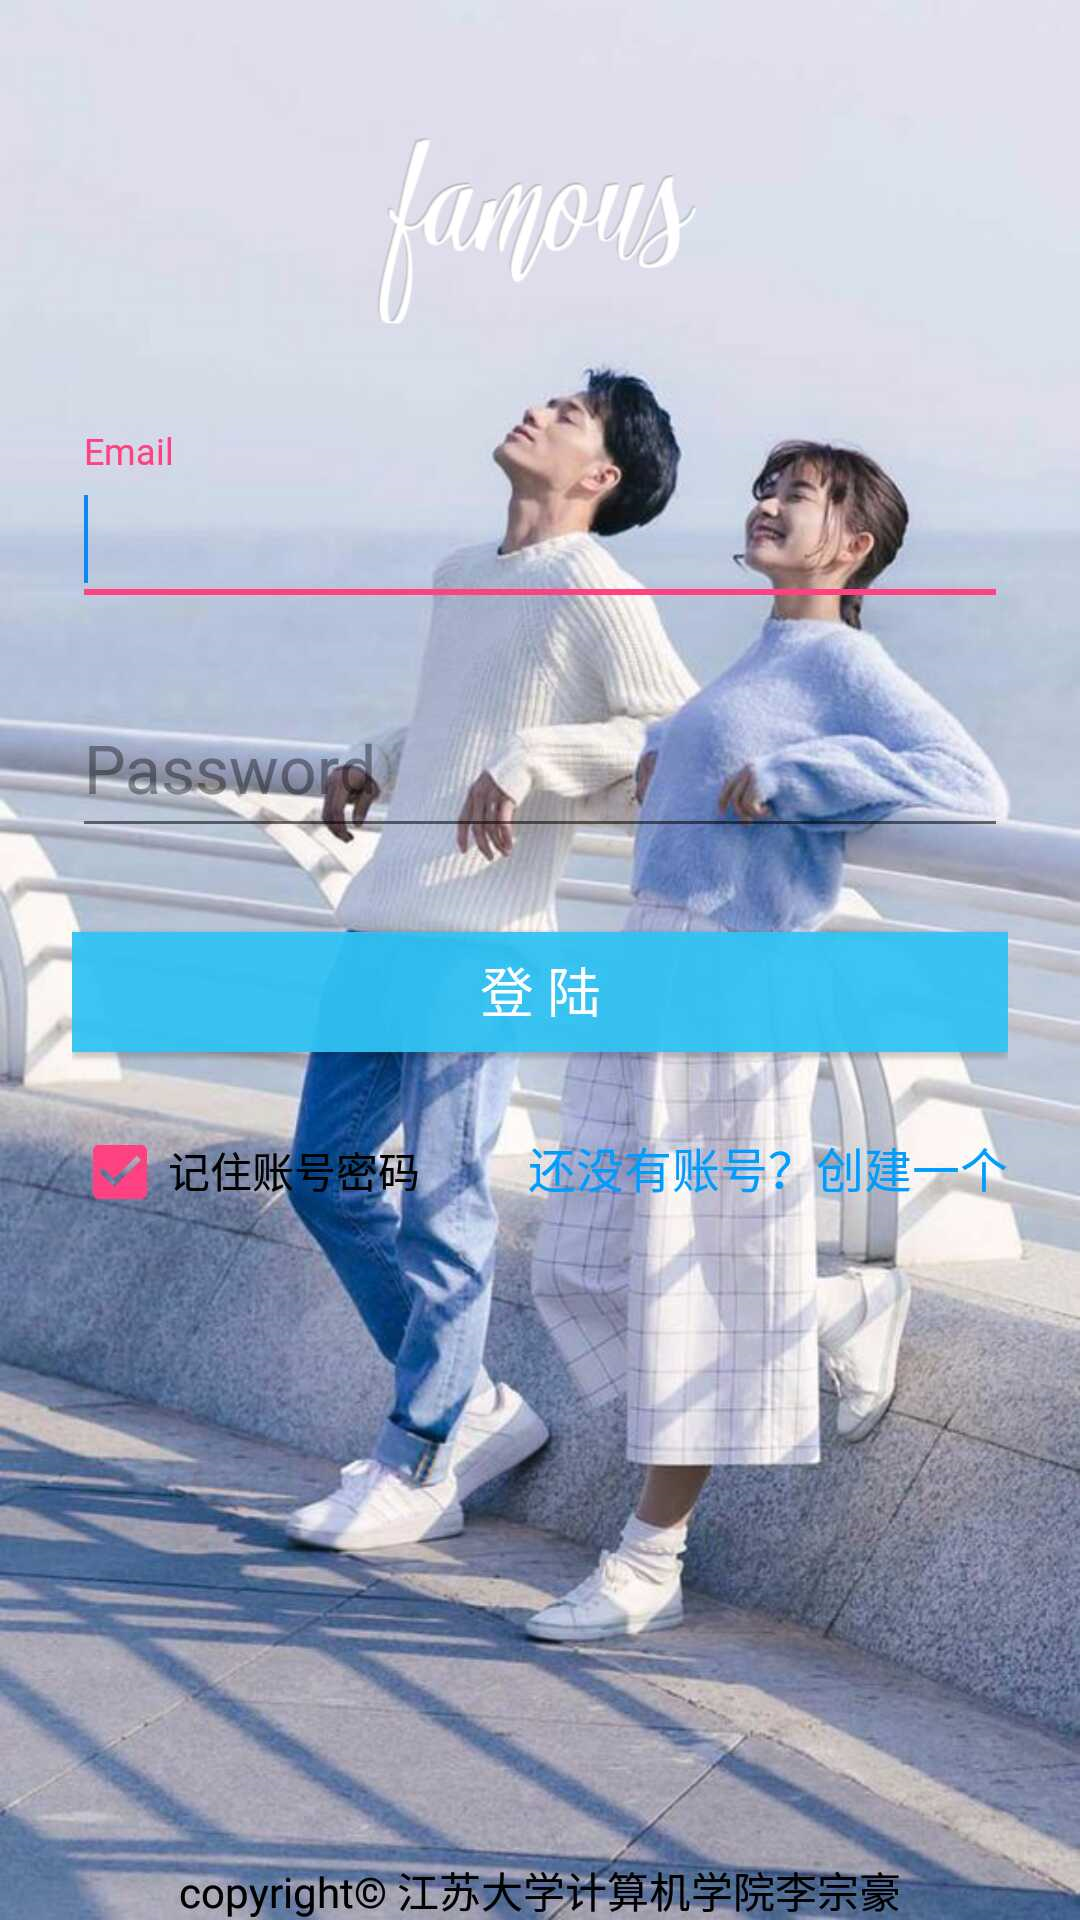 famous
Email
Password
登 陆
记住账号密码 还没有账号？创建一个
copyright© 江苏大学计算机学院李宗豪